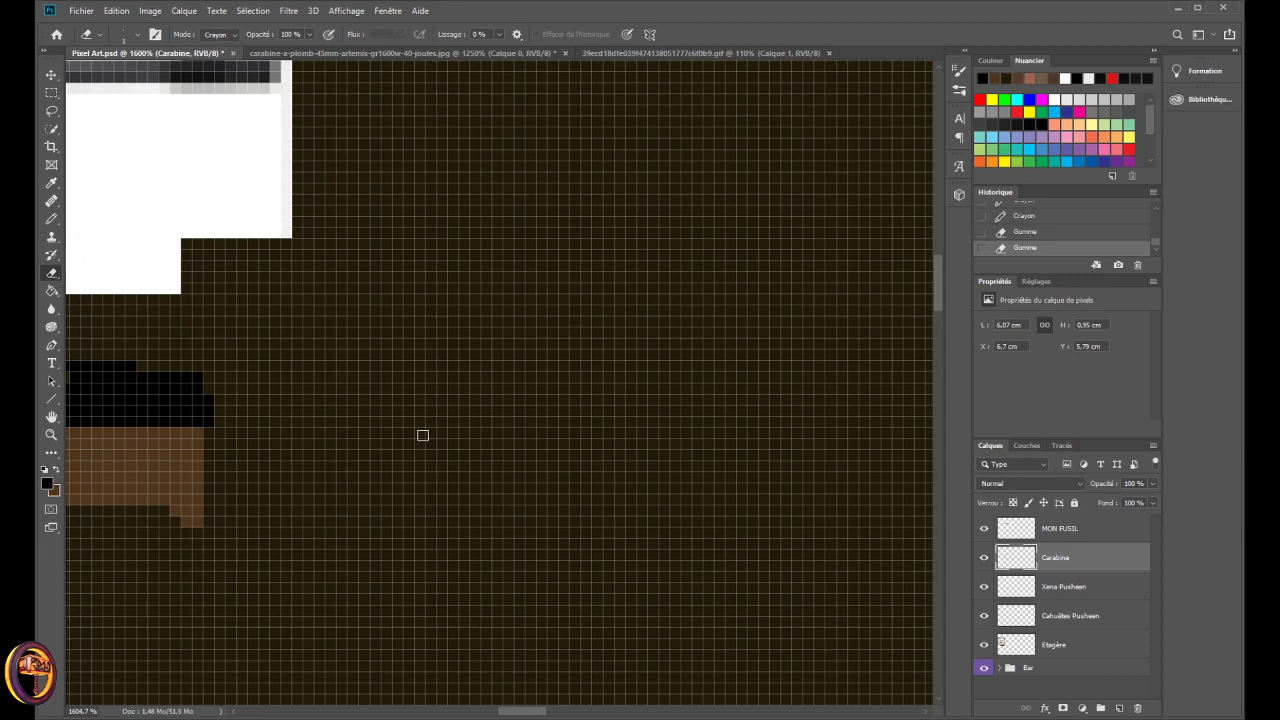 Ps Fichier Edition Image Calque Texte Sélection Filtre 3D Affichage Fenêtre Aide
1 Mode : Crayon Opacité : 100 % Flux : Lissage : 0 %
Pixel Art.psd @ 1600% (Carabine, RVB/8) * × carabine-a-plomb-45mm-artemis-gr1600w-40-joules.jpg @ 1250% (Calque 0, RVB/8) * × 39ecd18dfe039f474138051777c6f0b9.gif @ 110% (Calque 1, RVB/8) ×
Couleur Nuancier
Formation
Bibliothèqu...
Historique
Crayon
Gomme
Gomme
Propriétés Réglages
Propriétés du calque de pixels
L : 6,07 cm H : 0,95 cm
X : 6,7 cm Y : 5,79 cm
Calques Couches Tracés
Type
Normal Opacité : 100 %
Verrou : Fond : 100 %
MON FUSIL
Carabine
Xena Pusheen
Cahuètes Pusheen
Etagère
Bar
1604,7 % Doc : 1,48 Mo/51,5 Mo